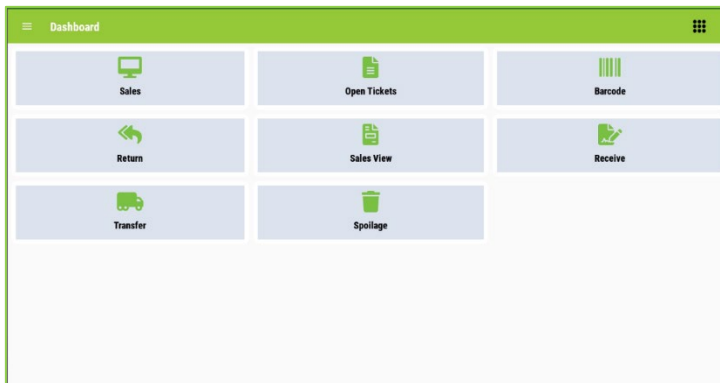 Dashboard
Sales
Open Tickets
Barcode
Return
Sales View
Receive
Transfer
Spoilage